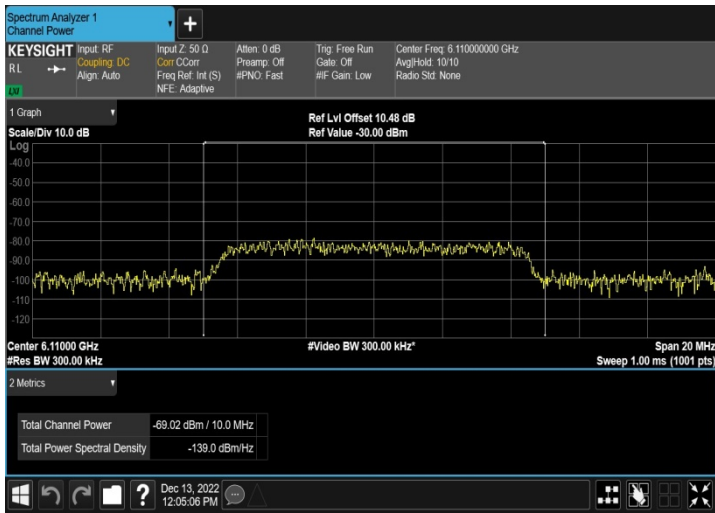 Spectrum Analyzer 1
Channel Power
+
KEYSIGHT
RL
LXI
Input: RF
Coupling: DC
Align: Auto
Input Z: 50 Ω
Corr CCorr
Freq Ref: Int (S)
NFE: Adaptive
Atten: 0 dB
Preamp: Off
#PNO: Fast
Trig: Free Run
Gate: Off
#IF Gain: Low
Center Freq: 6.110000000 GHz
Avg|Hold: 10/10
Radio Std: None
1 Graph
Scale/Div 10.0 dB
Ref Lvl Offset 10.48 dB
Ref Value -30.00 dBm
Log
-40.0
-50.0
-60.0
-70.0
-80.0
-90.0
-100
-110
-120
Center 6.11000 GHz
#Res BW 300.00 kHz
#Video BW 300.00 kHz*
Span 20 MHz
Sweep 1.00 ms (1001 pts)
2 Metrics
Total Channel Power -69.02 dBm / 10.0 MHz
Total Power Spectral Density -139.0 dBm/Hz
?
Dec 13, 2022
12:05:06 PM